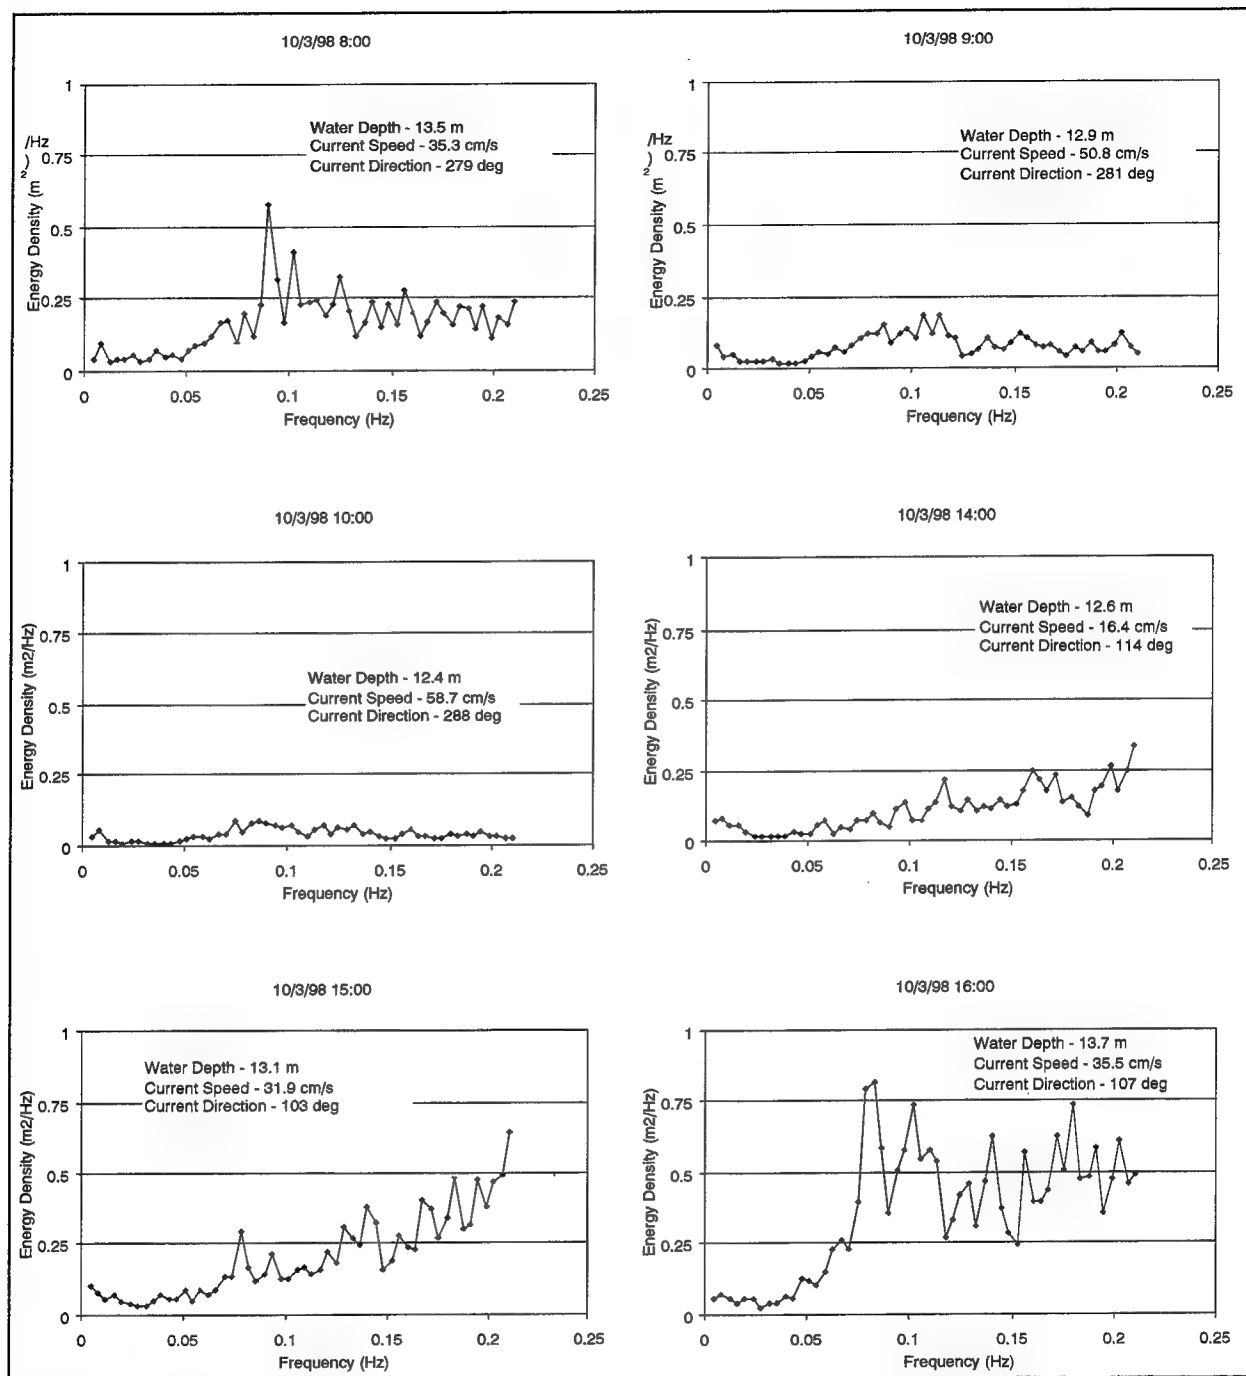 10/3/98 8:00
1
0.75
0.5
0.25
0
Energy Density (m²)
/Hz
Water Depth - 13.5 m
Current Speed - 35.3 cm/s
Current Direction - 279 deg
0 0.05 0.1 0.15 0.2 0.25
Frequency (Hz)
10/3/98 9:00
1
0.75
0.5
0.25
0
Energy Density (m²)
/Hz
Water Depth - 12.9 m
Current Speed - 50.8 cm/s
Current Direction - 281 deg
0 0.05 0.1 0.15 0.2 0.25
Frequency (Hz)
10/3/98 10:00
1
0.75
0.5
0.25
0
Energy Density (m2/Hz)
Water Depth - 12.4 m
Current Speed - 58.7 cm/s
Current Direction - 288 deg
0 0.05 0.1 0.15 0.2 0.25
Frequency (Hz)
10/3/98 14:00
1
0.75
0.5
0.25
0
Energy Density (m2/Hz)
Water Depth - 12.6 m
Current Speed - 16.4 cm/s
Current Direction - 114 deg
0 0.05 0.1 0.15 0.2 0.25
Frequency (Hz)
10/3/98 15:00
1
0.75
0.5
0.25
0
Energy Density (m2/Hz)
Water Depth - 13.1 m
Current Speed - 31.9 cm/s
Current Direction - 103 deg
0 0.05 0.1 0.15 0.2 0.25
Frequency (Hz)
10/3/98 16:00
1
0.75
0.5
0.25
0
Energy Density (m2/Hz)
Water Depth - 13.7 m
Current Speed - 35.5 cm/s
Current Direction - 107 deg
0 0.05 0.1 0.15 0.2 0.25
Frequency (Hz)